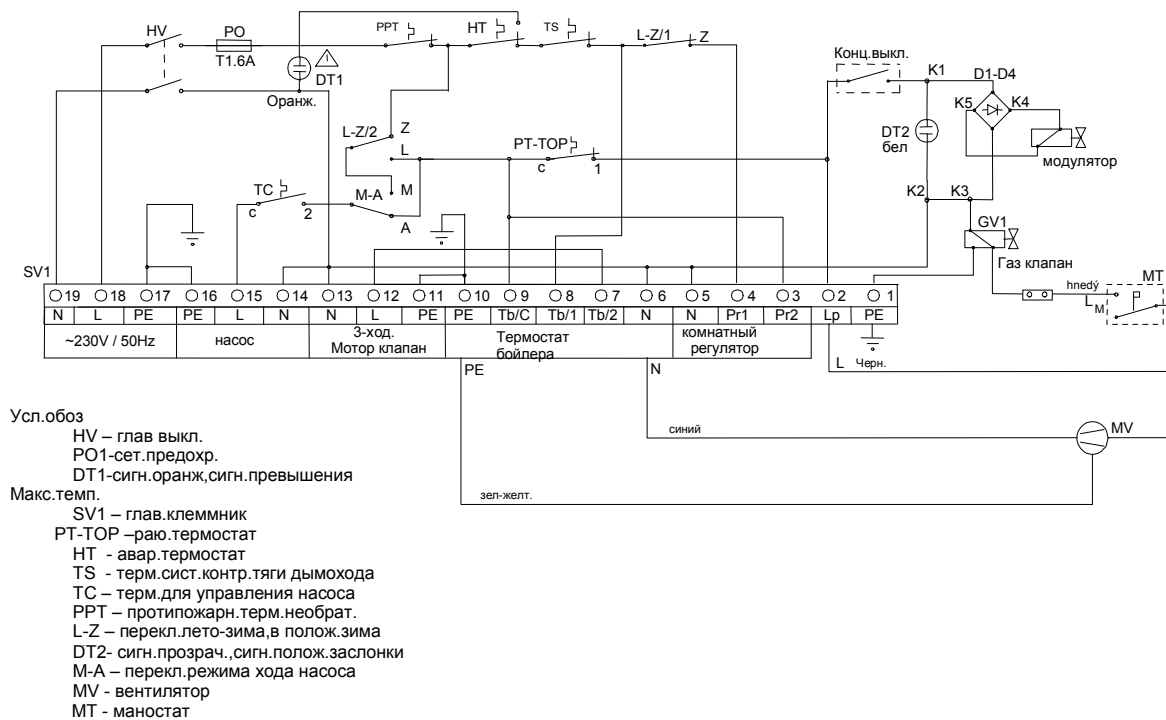 HV
PO
T1.6A
DT1
Оранж.
PPT
HT
TS
L-Z/1
Z
Конц.выкл.
K1
D1-D4
K5
K4
DT2
бел
модулятор
L-Z/2
Z
L
PT-TOP
c
1
M
M-A
A
TC
c
2
K2
K3
GV1
Газ клапан
SV1
hnedý
MT
L
M
19 18 17 16 15 14 13 12 11 10 9 8 7 6 5 4 3 2 1
N L PE PE L N N L PE PE Tb/C Tb/1 Tb/2 N N Pr1 Pr2 Lp PE
~230V / 50Hz
насос
3-ход.
Мотор клапан
Термостат
бойлера
комнатный
регулятор
PE
N
L Черн.
синий
MV
зел-желт.
Усл.обоз
HV – глав выкл.
PO1-сет.предохр.
DT1-сигн.оранж,сигн.превышения
Макс.темп.
SV1 – глав.клеммник
PT-TOP –раю.термостат
HT - авар.термостат
TS - терм.сист.контр.тяги дымохода
TC – терм.для управления насоса
PPT – протипожарн.терм.необрат.
L-Z – перекл.лето-зима,в полож.зима
DT2- сигн.прозрач.,сигн.полож.заслонки
M-A – перекл.режима хода насоса
MV - вентилятор
MT - маностат